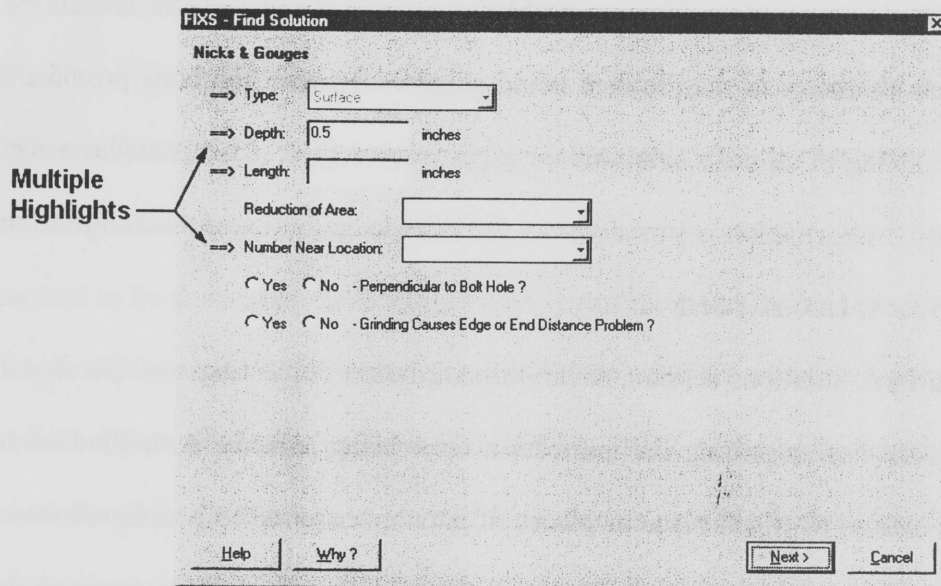 FIXS - Find Solution
Nicks & Gouges
==> Type: Surface
==> Depth: 0.5 inches
==> Length: inches
Multiple
Highlights
Reduction of Area:
==> Number Near Location:
Yes No - Perpendicular to Bolt Hole ?
Yes No - Grinding Causes Edge or End Distance Problem ?
Help Why ? Next > Cancel